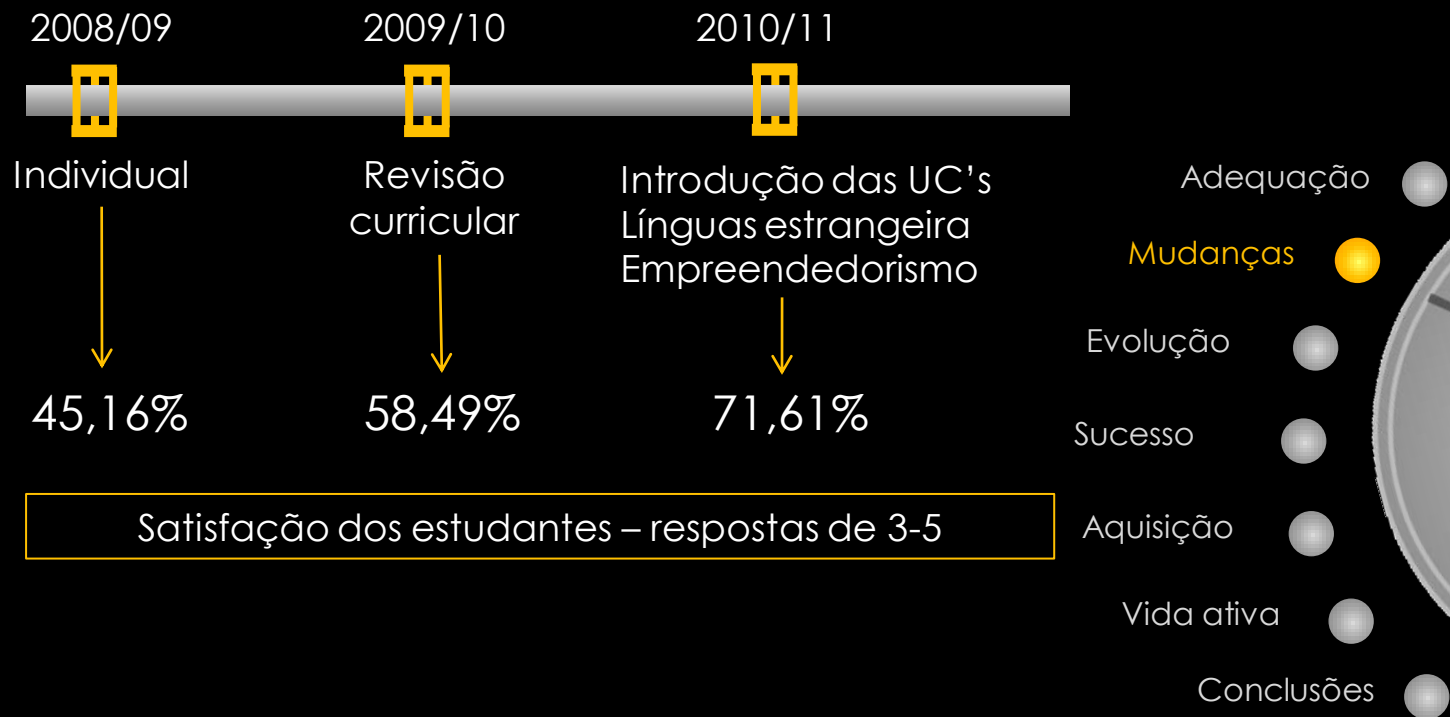 2008/09
2009/10
2010/11
Individual
Revisão
curricular
Introdução das UC’s
Línguas estrangeira
Empreendedorismo
45,16%
58,49%
71,61%
Satisfação dos estudantes – respostas de 3-5
Adequação
Mudanças
Evolução
Sucesso
Aquisição
Vida ativa
Conclusões